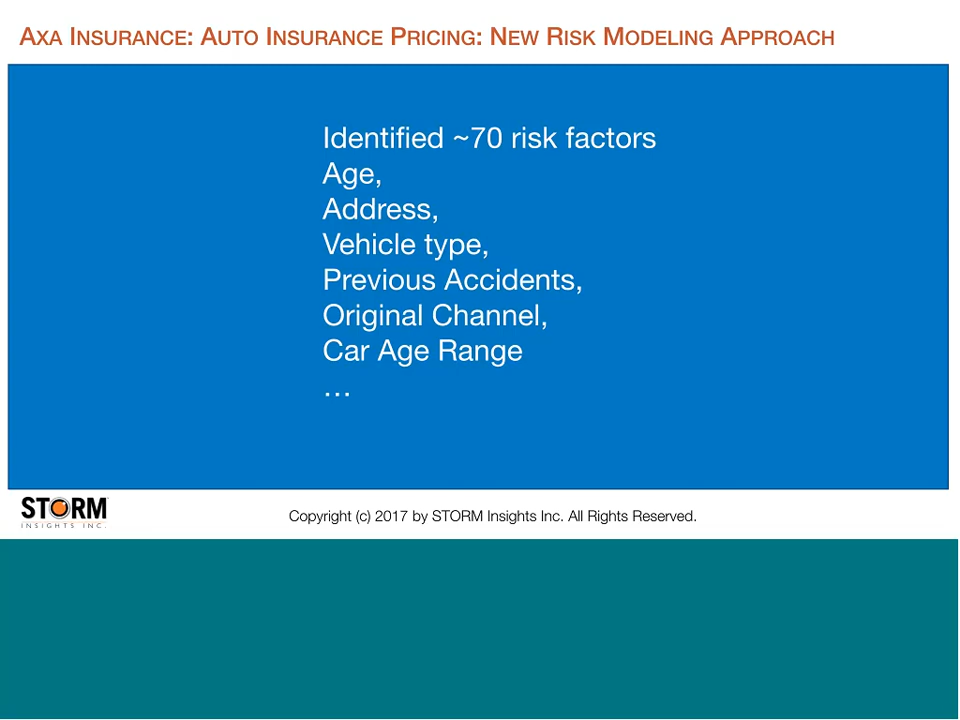 AXA INSURANCE: AUTO INSURANCE PRICING: NEW RISK MODELING APPROACH
Identified ~70 risk factors
Age,
Address,
Vehicle type,
Previous Accidents,
Original Channel,
Car Age Range
…
STORM
INSIGHTS INC.
Copyright (c) 2017 by STORM Insights Inc. All Rights Reserved.